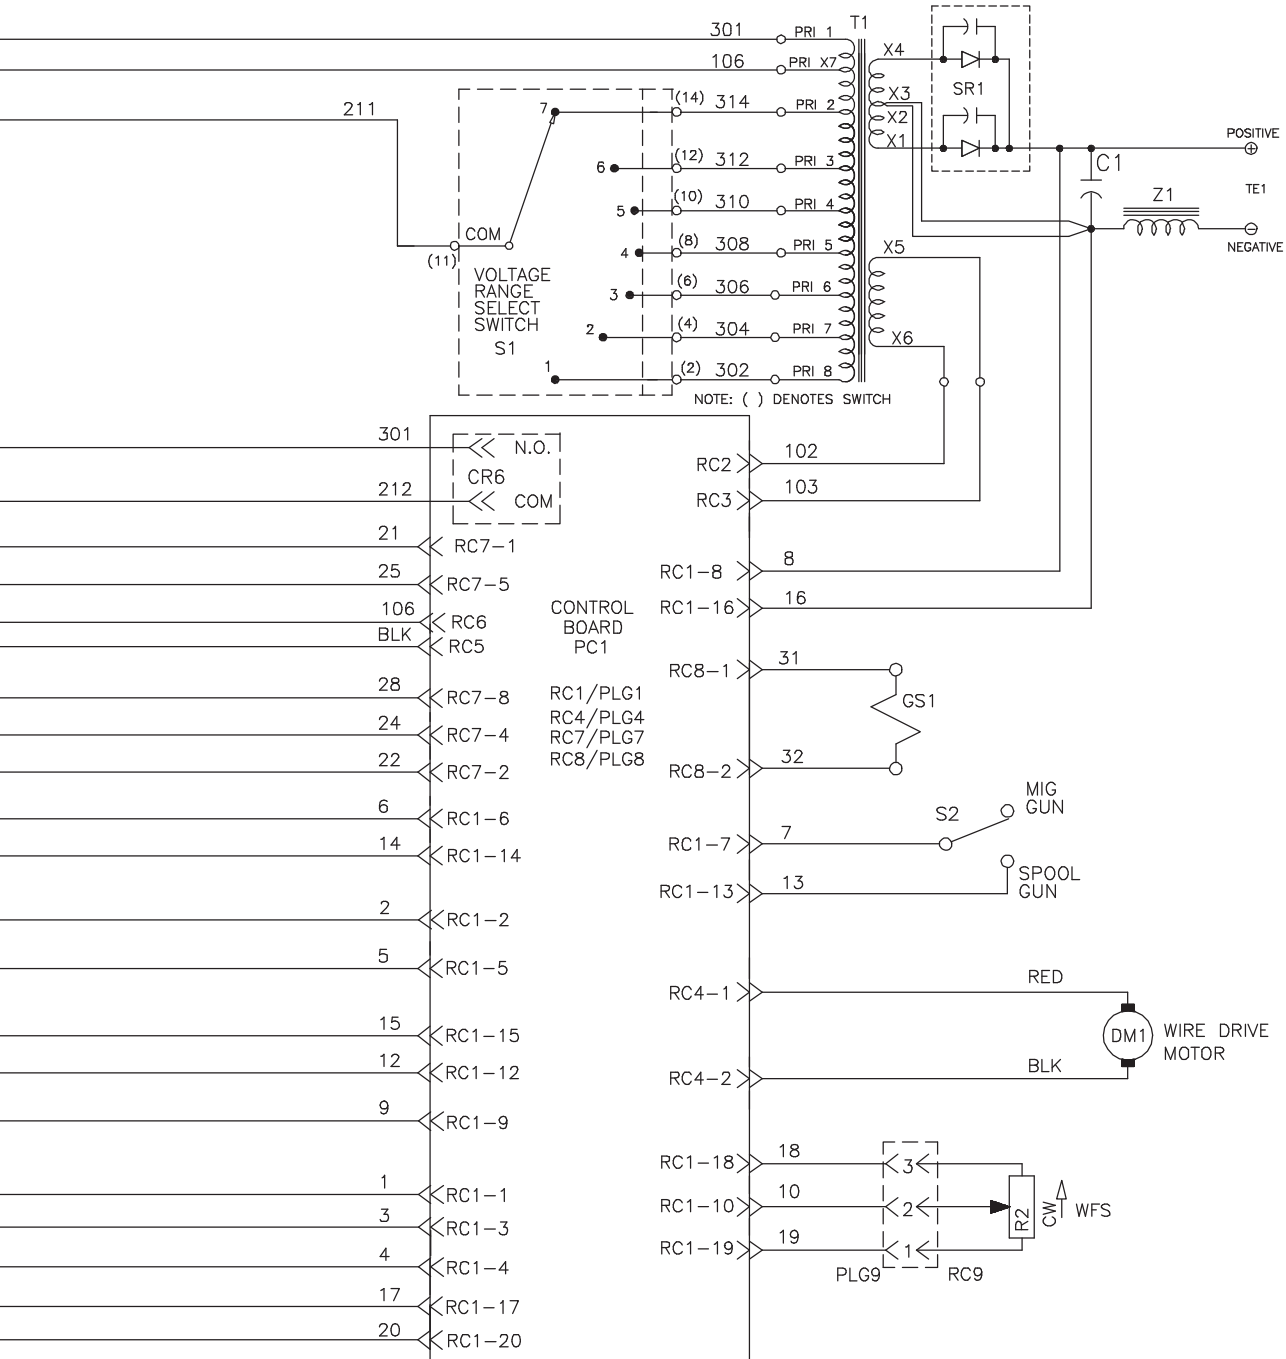 301 PRI 1 T1
106 PRI X7
X4
SR1
211
7 (14) 314 PRI 2
X3
X2
X1
POSITIVE
+
C1
TE1
Z1
6 (12) 312 PRI 3
5 (10) 310 PRI 4
COM
(11)
4 (8) 308 PRI 5
X5
NEGATIVE
VOLTAGE
RANGE
SELECT
SWITCH
S1
3 (6) 306 PRI 6
2 (4) 304 PRI 7
X6
1 (2) 302 PRI 8
NOTE: ( ) DENOTES SWITCH
301 N.O.
CR6
212 COM
21 RC7-1
25 RC7-5
106 RC6
BLK RC5
28 RC7-8
24 RC7-4
22 RC7-2
6 RC1-6
14 RC1-14
2 RC1-2
5 RC1-5
15 RC1-15
12 RC1-12
9 RC1-9
1 RC1-1
3 RC1-3
4 RC1-4
17 RC1-17
20 RC1-20
CONTROL
BOARD
PC1
RC1/PLG1
RC4/PLG4
RC7/PLG7
RC8/PLG8
RC2 102
RC3 103
RC1-8 8
RC1-16 16
RC8-1 31
GS1
RC8-2 32
MIG
GUN
S2
RC1-7 7
RC1-13 13
SPOOL
GUN
RC4-1 RED
DM1 WIRE DRIVE
MOTOR
RC4-2 BLK
RC1-18 18 3
RC1-10 10 2 R2 CW WFS
RC1-19 19 1
PLG9 RC9